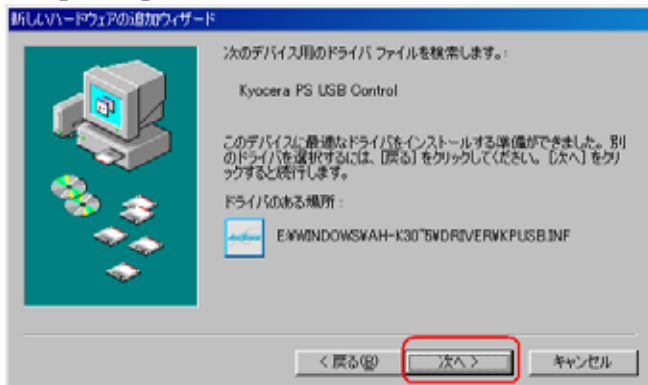 新しいハードウェアの追加ウィザード
次のデバイス用のドライバ ファイルを検索します。:
Kyocera PS USB Control
このデバイスに最適なドライバをインストールする準備ができました。別
のドライバを選択するには、[戻る] をクリックしてください。[次へ] をクリ
ックすると続行します。
ドライバのある場所:
E:¥WINDOWS¥AH-K30~5¥DRIVER¥KPUSB.INF
< 戻る(B)
次へ >
キャンセル